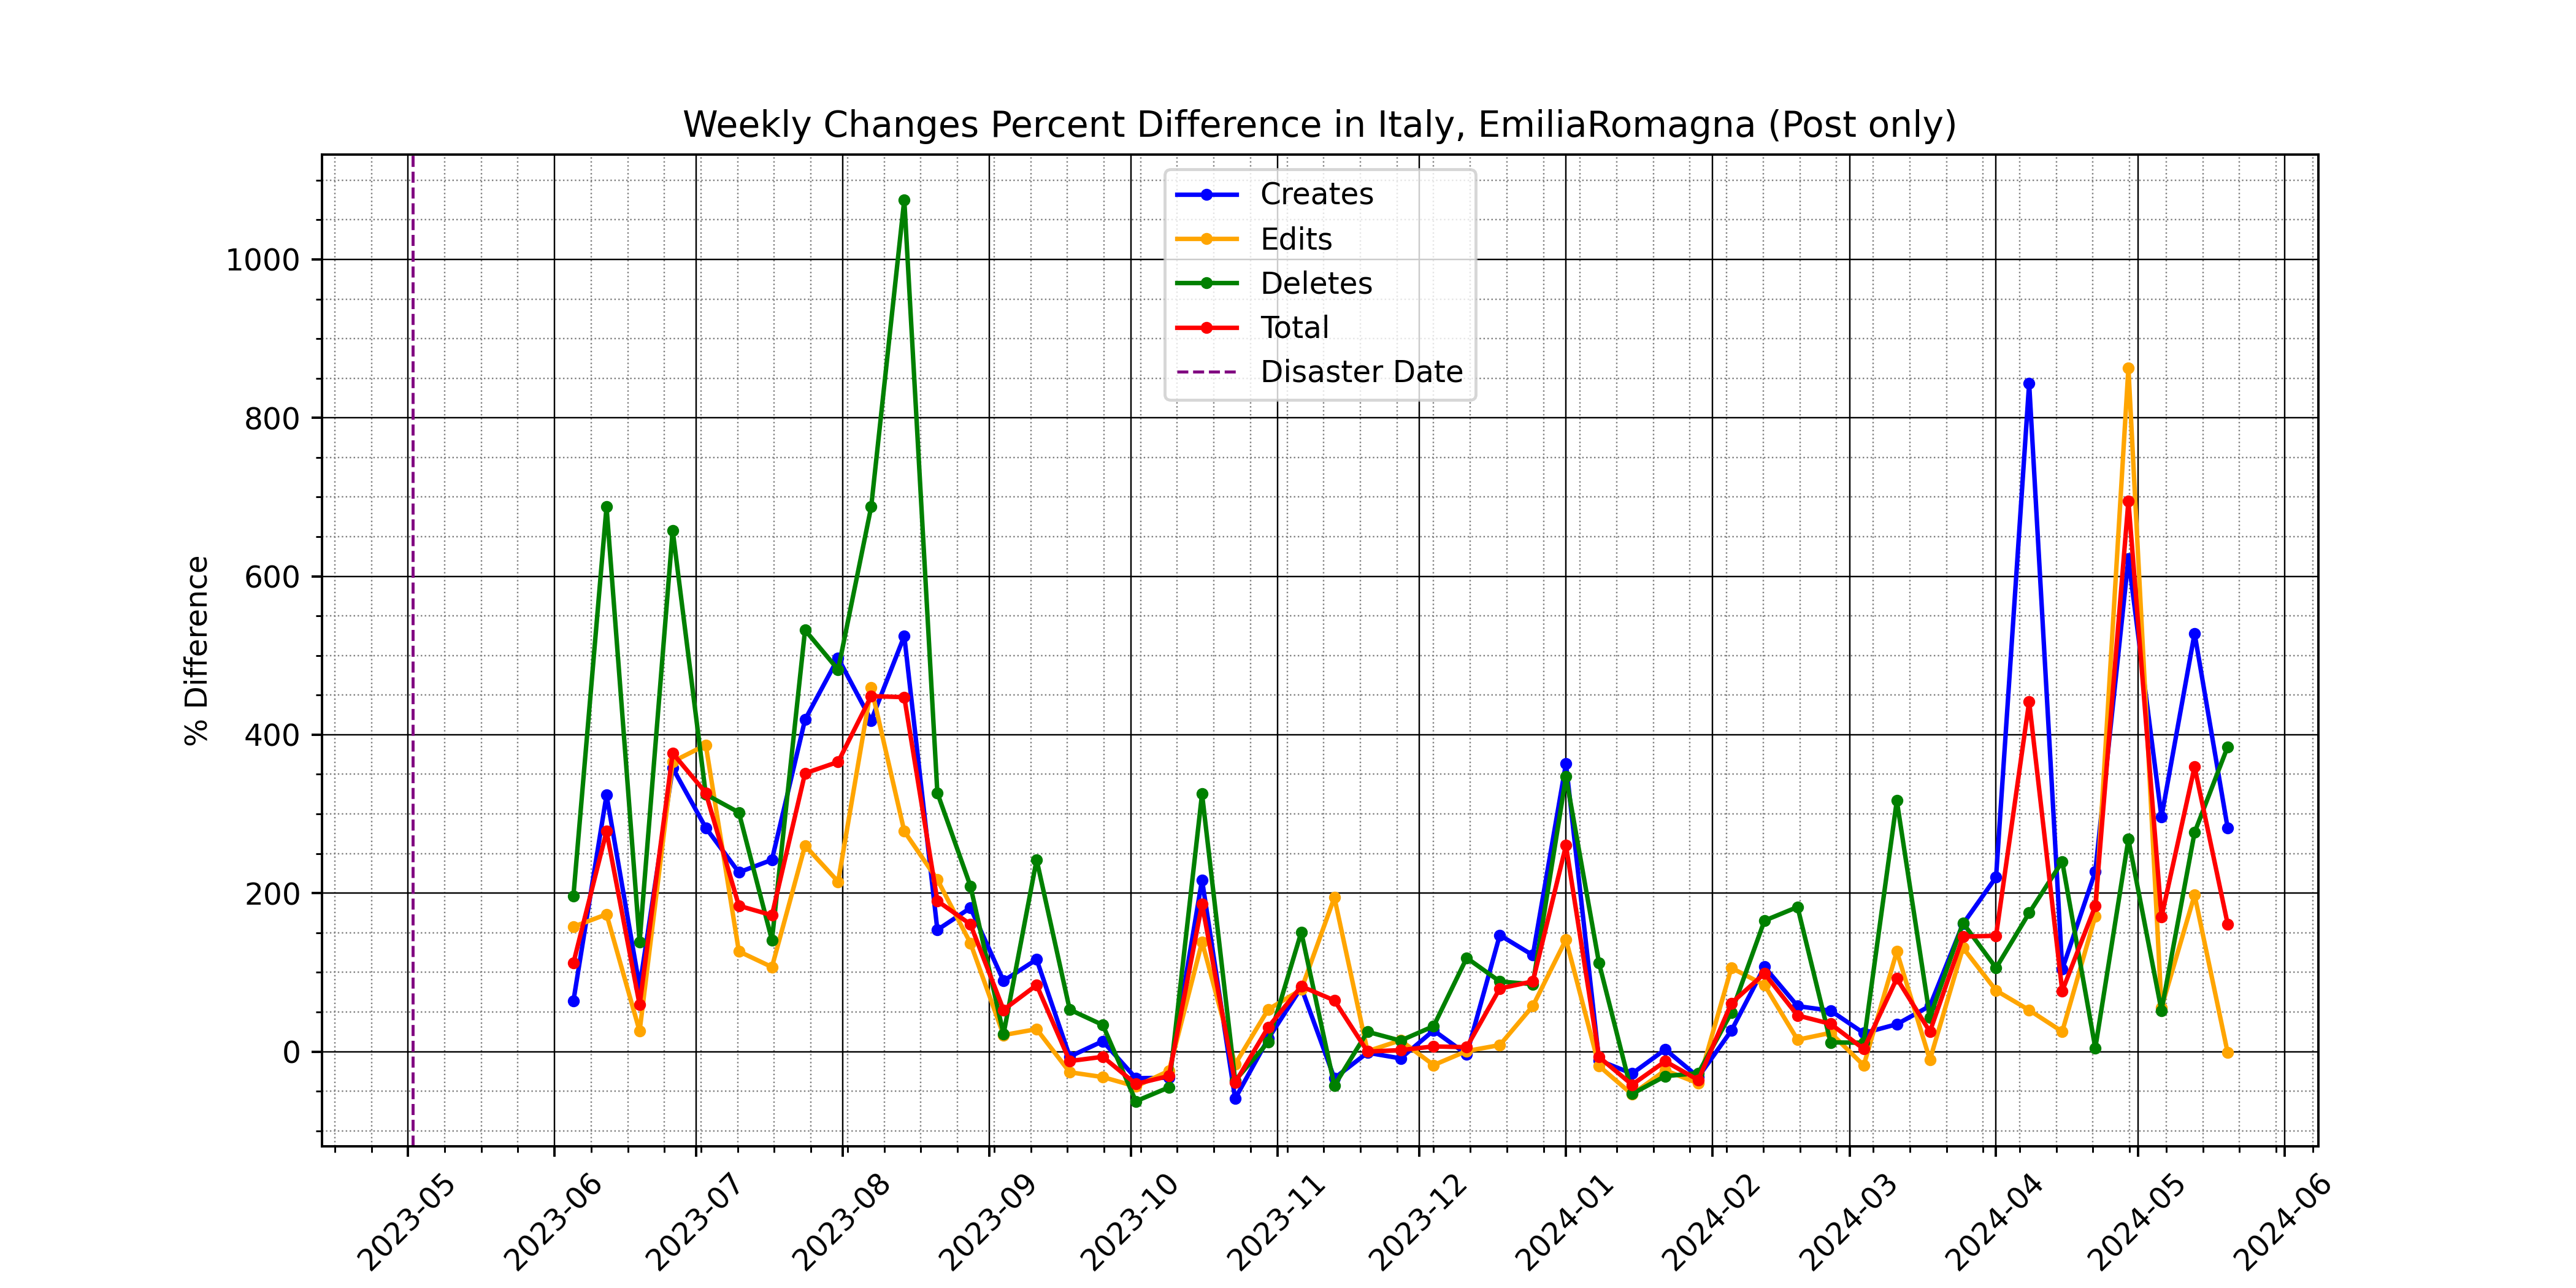 Weekly Changes Percent Difference in Italy, EmiliaRomagna (Post only)
Creates
Edits
Deletes
Total
Disaster Date
% Difference
1000
800
600
400
200
0
2023-05
2023-06
2023-07
2023-08
2023-09
2023-10
2023-11
2023-12
2024-01
2024-02
2024-03
2024-04
2024-05
2024-06